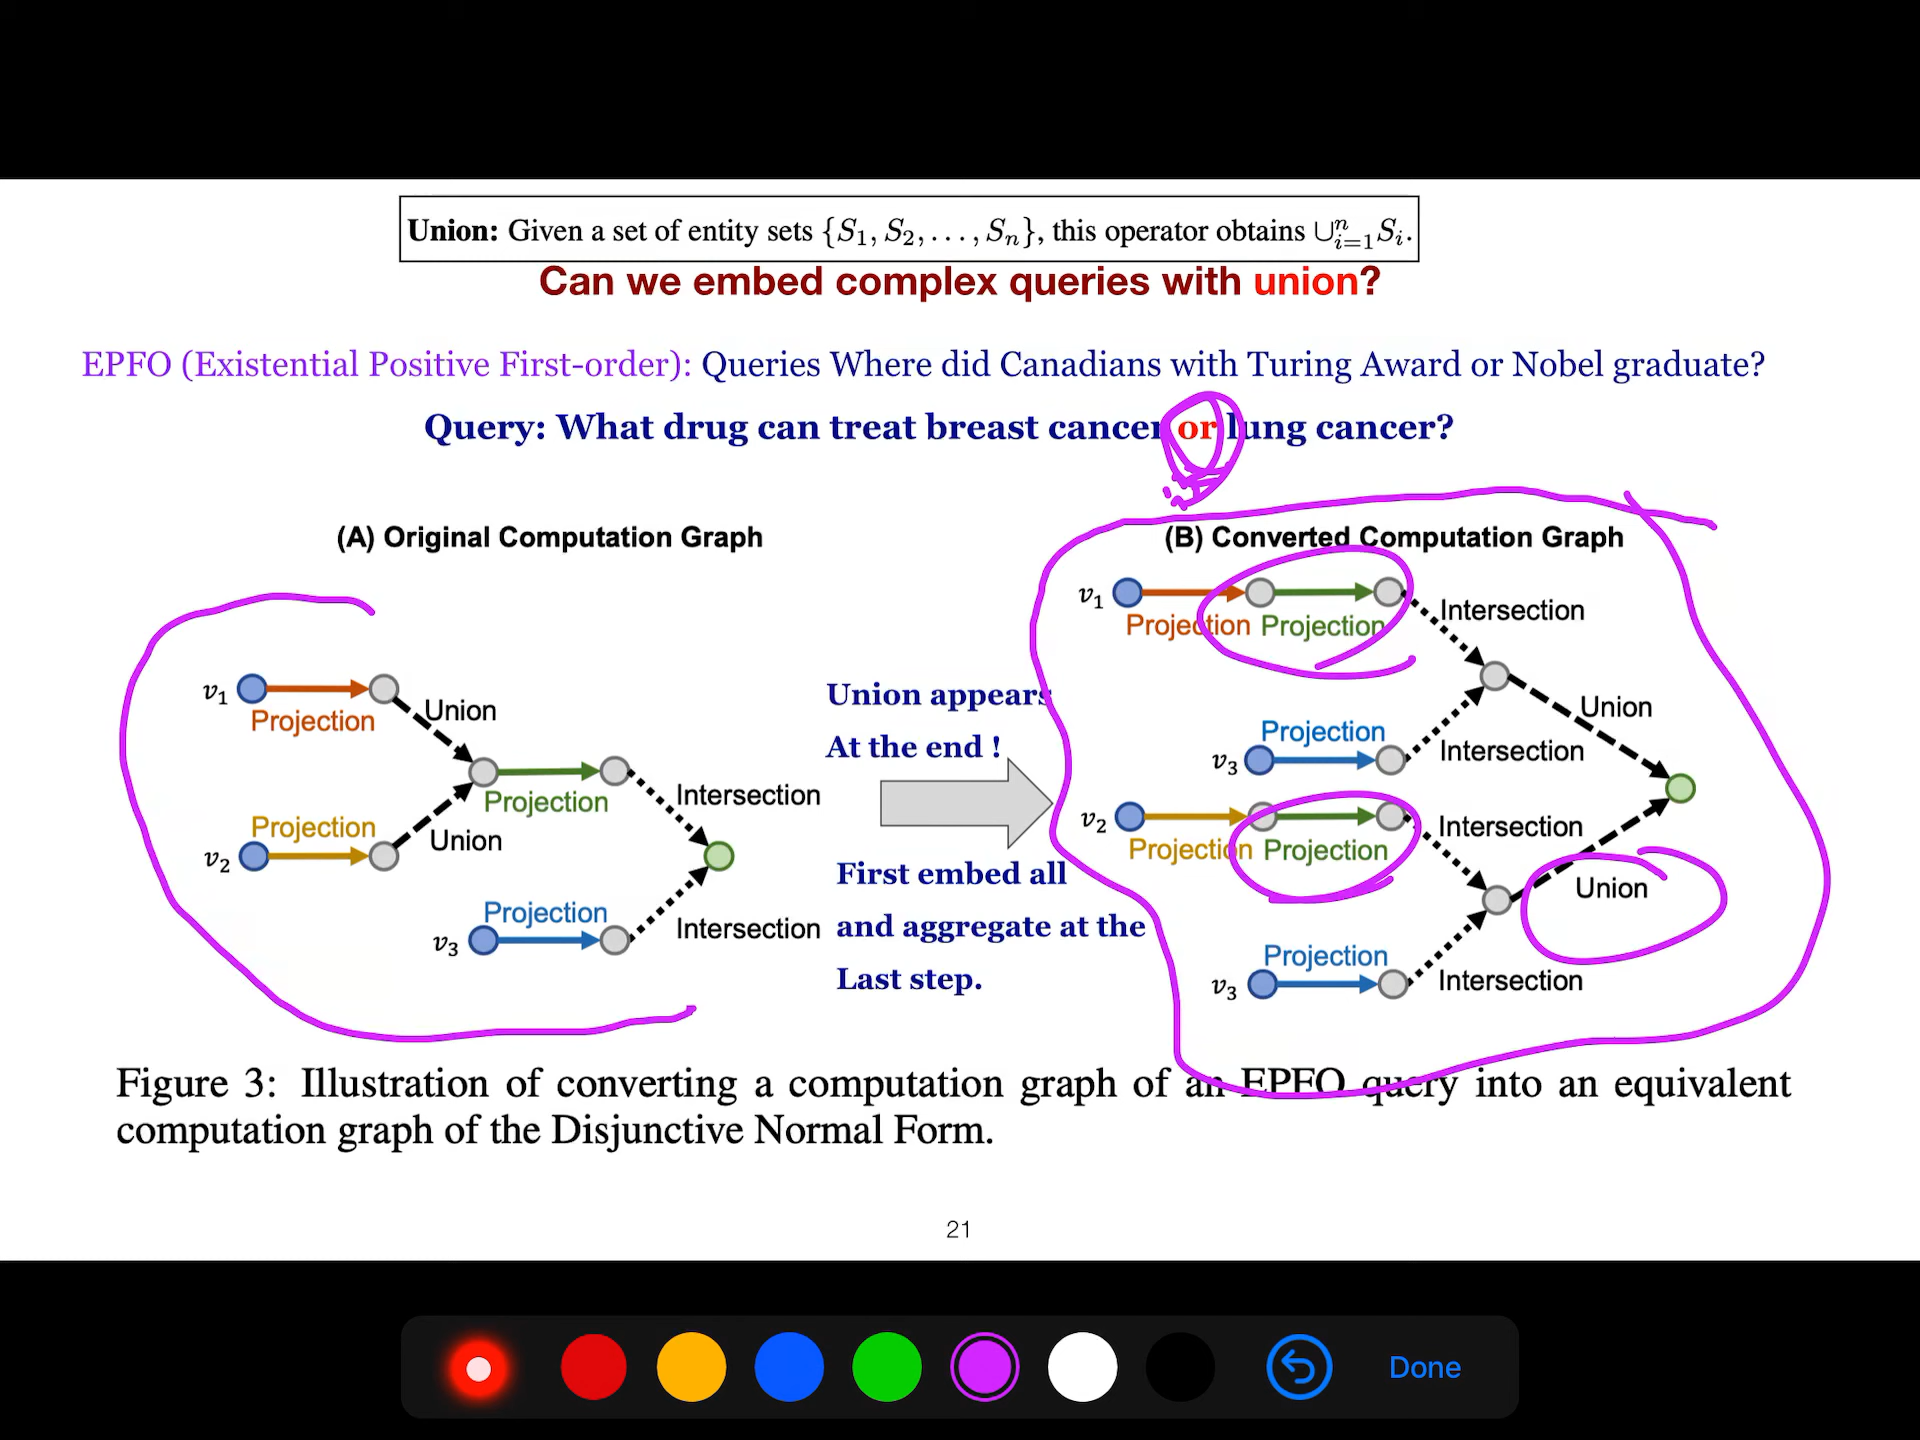 Union: Given a set of entity sets {S₁, S₂, . . . , Sₙ}, this operator obtains ∪ⁿᵢ₌₁Sᵢ.
Can we embed complex queries with union?
EPFO (Existential Positive First-order): Queries Where did Canadians with Turing Award or Nobel graduate?
Query: What drug can treat breast cancer or lung cancer?
(A) Original Computation Graph
v₁
Projection
Union
Projection
v₂
Projection
Union
Intersection
v₃
Projection
Intersection
Union appears
At the end !
First embed all
and aggregate at the
Last step.
(B) Converted Computation Graph
v₁
Projection Projection
Intersection
Union
v₃
Projection
Intersection
v₂
Projection Projection
Intersection
Union
v₃
Projection
Intersection
Figure 3: Illustration of converting a computation graph of an EPFO query into an equivalent
computation graph of the Disjunctive Normal Form.
21
Done